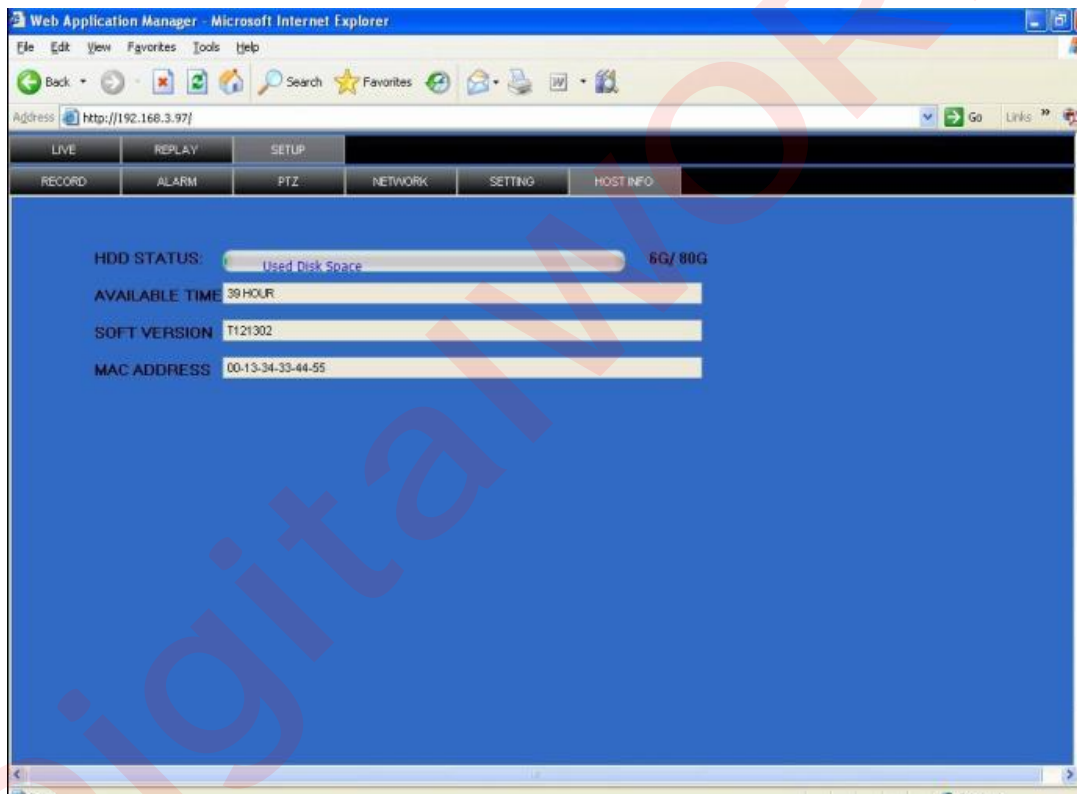 Web Application Manager - Microsoft Internet Explorer
File Edit View Favorites Tools Help
Back Search Favorites
Address http://192.168.3.97/ Go Links »
LIVE REPLAY SETUP
RECORD ALARM PTZ NETWORK SETTING HOST INFO
HDD STATUS: Used Disk Space 6G/ 80G
AVAILABLE TIME 39 HOUR
SOFT VERSION T121302
MAC ADDRESS 00-13-34-33-44-55